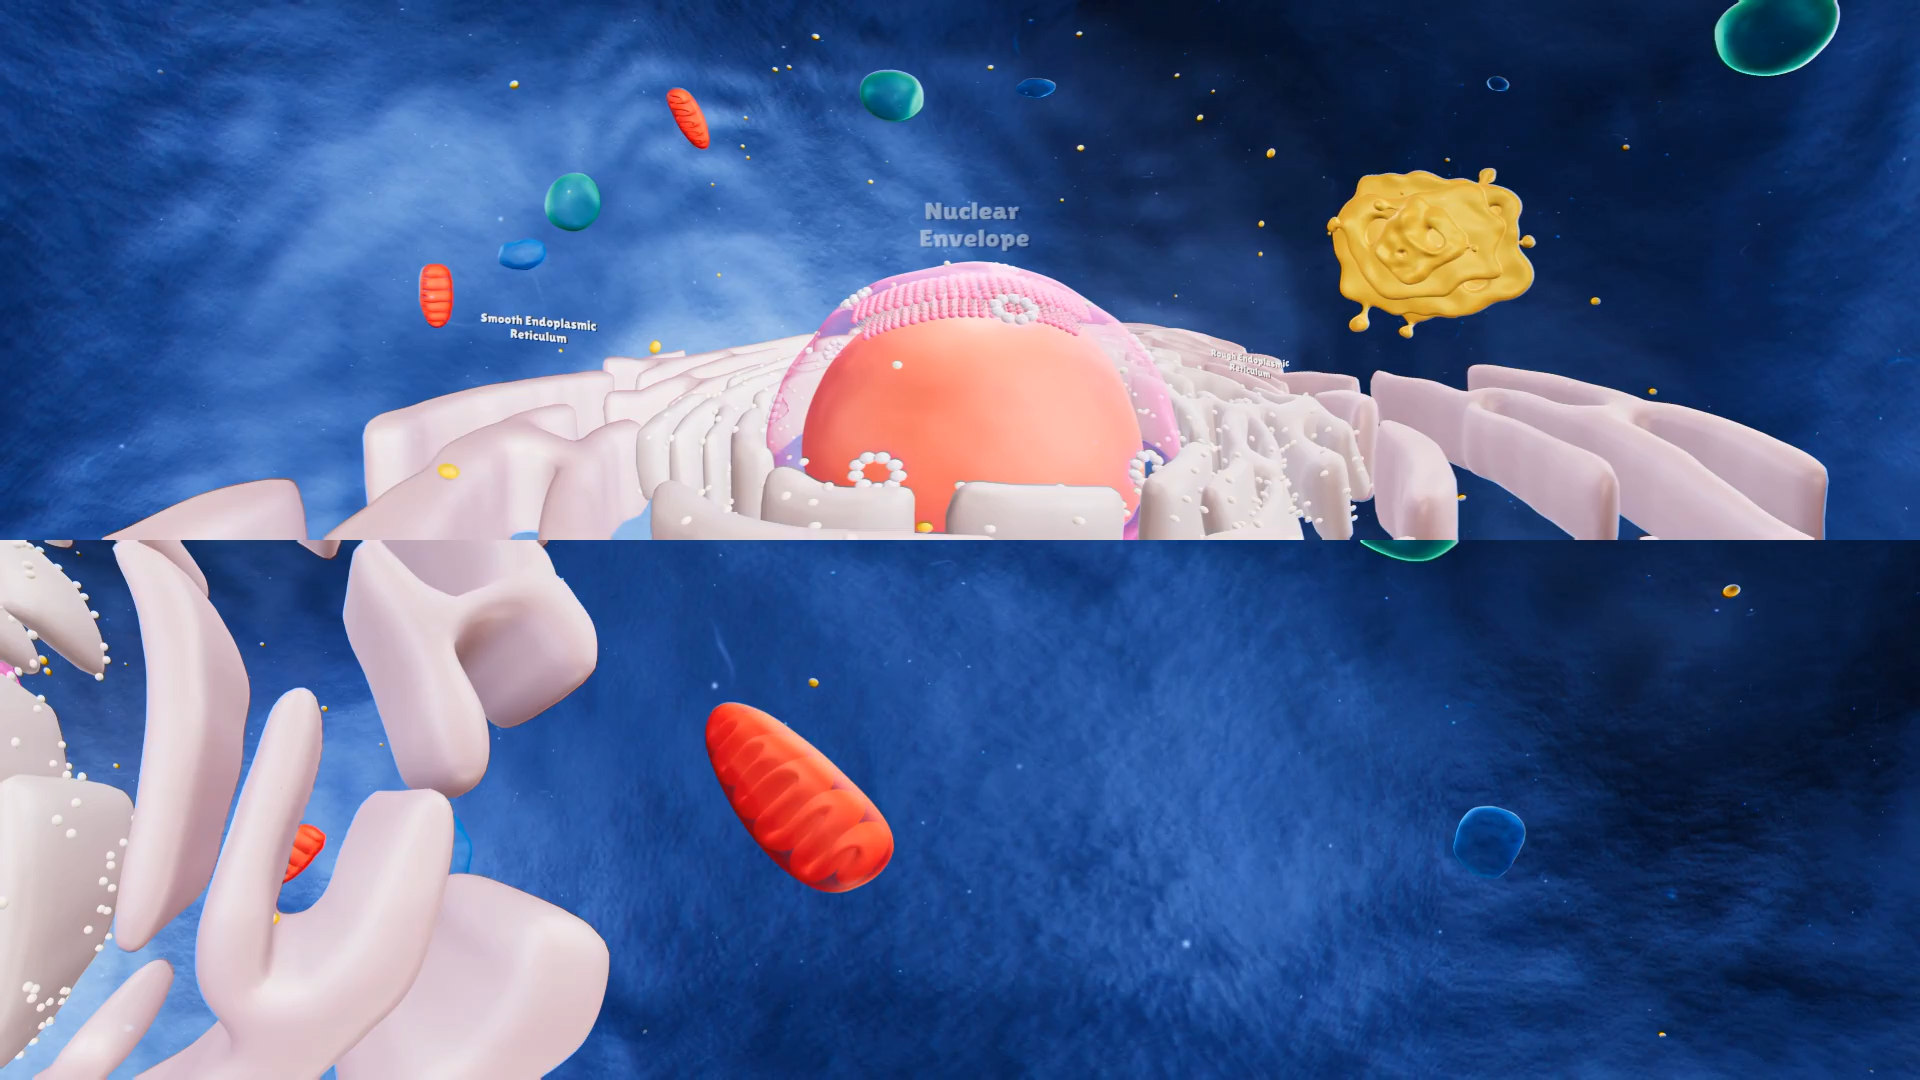 Nuclear
Envelope
Smooth Endoplasmic
Reticulum
Rough Endoplasmic
Reticulum